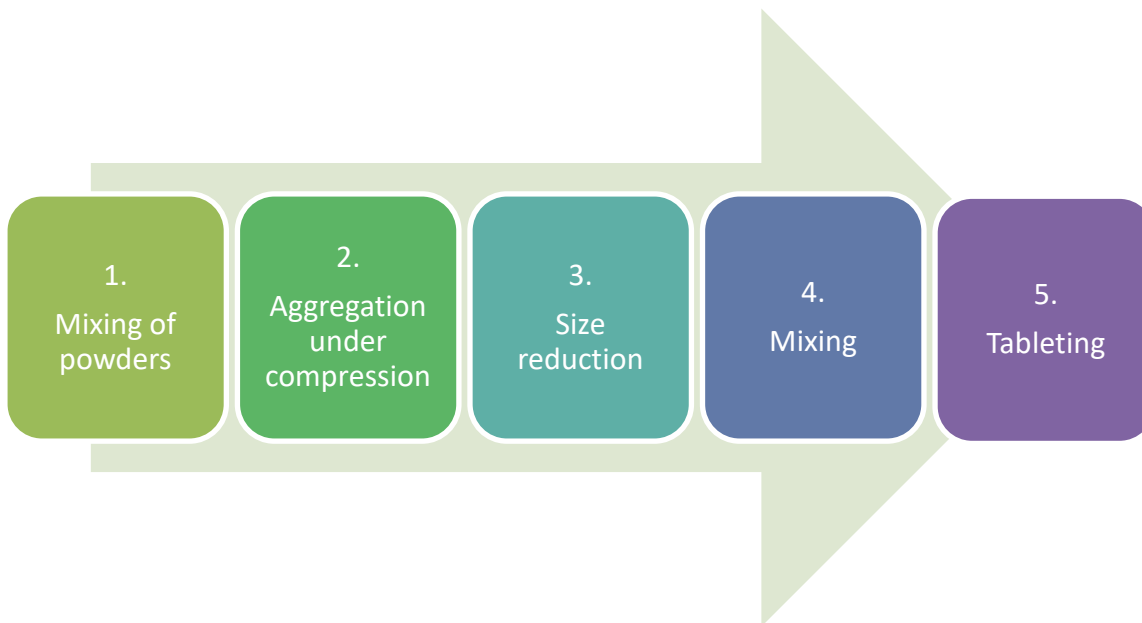 1.
Mixing of
powders
2.
Aggregation
under
compression
3.
Size
reduction
4.
Mixing
5.
Tableting